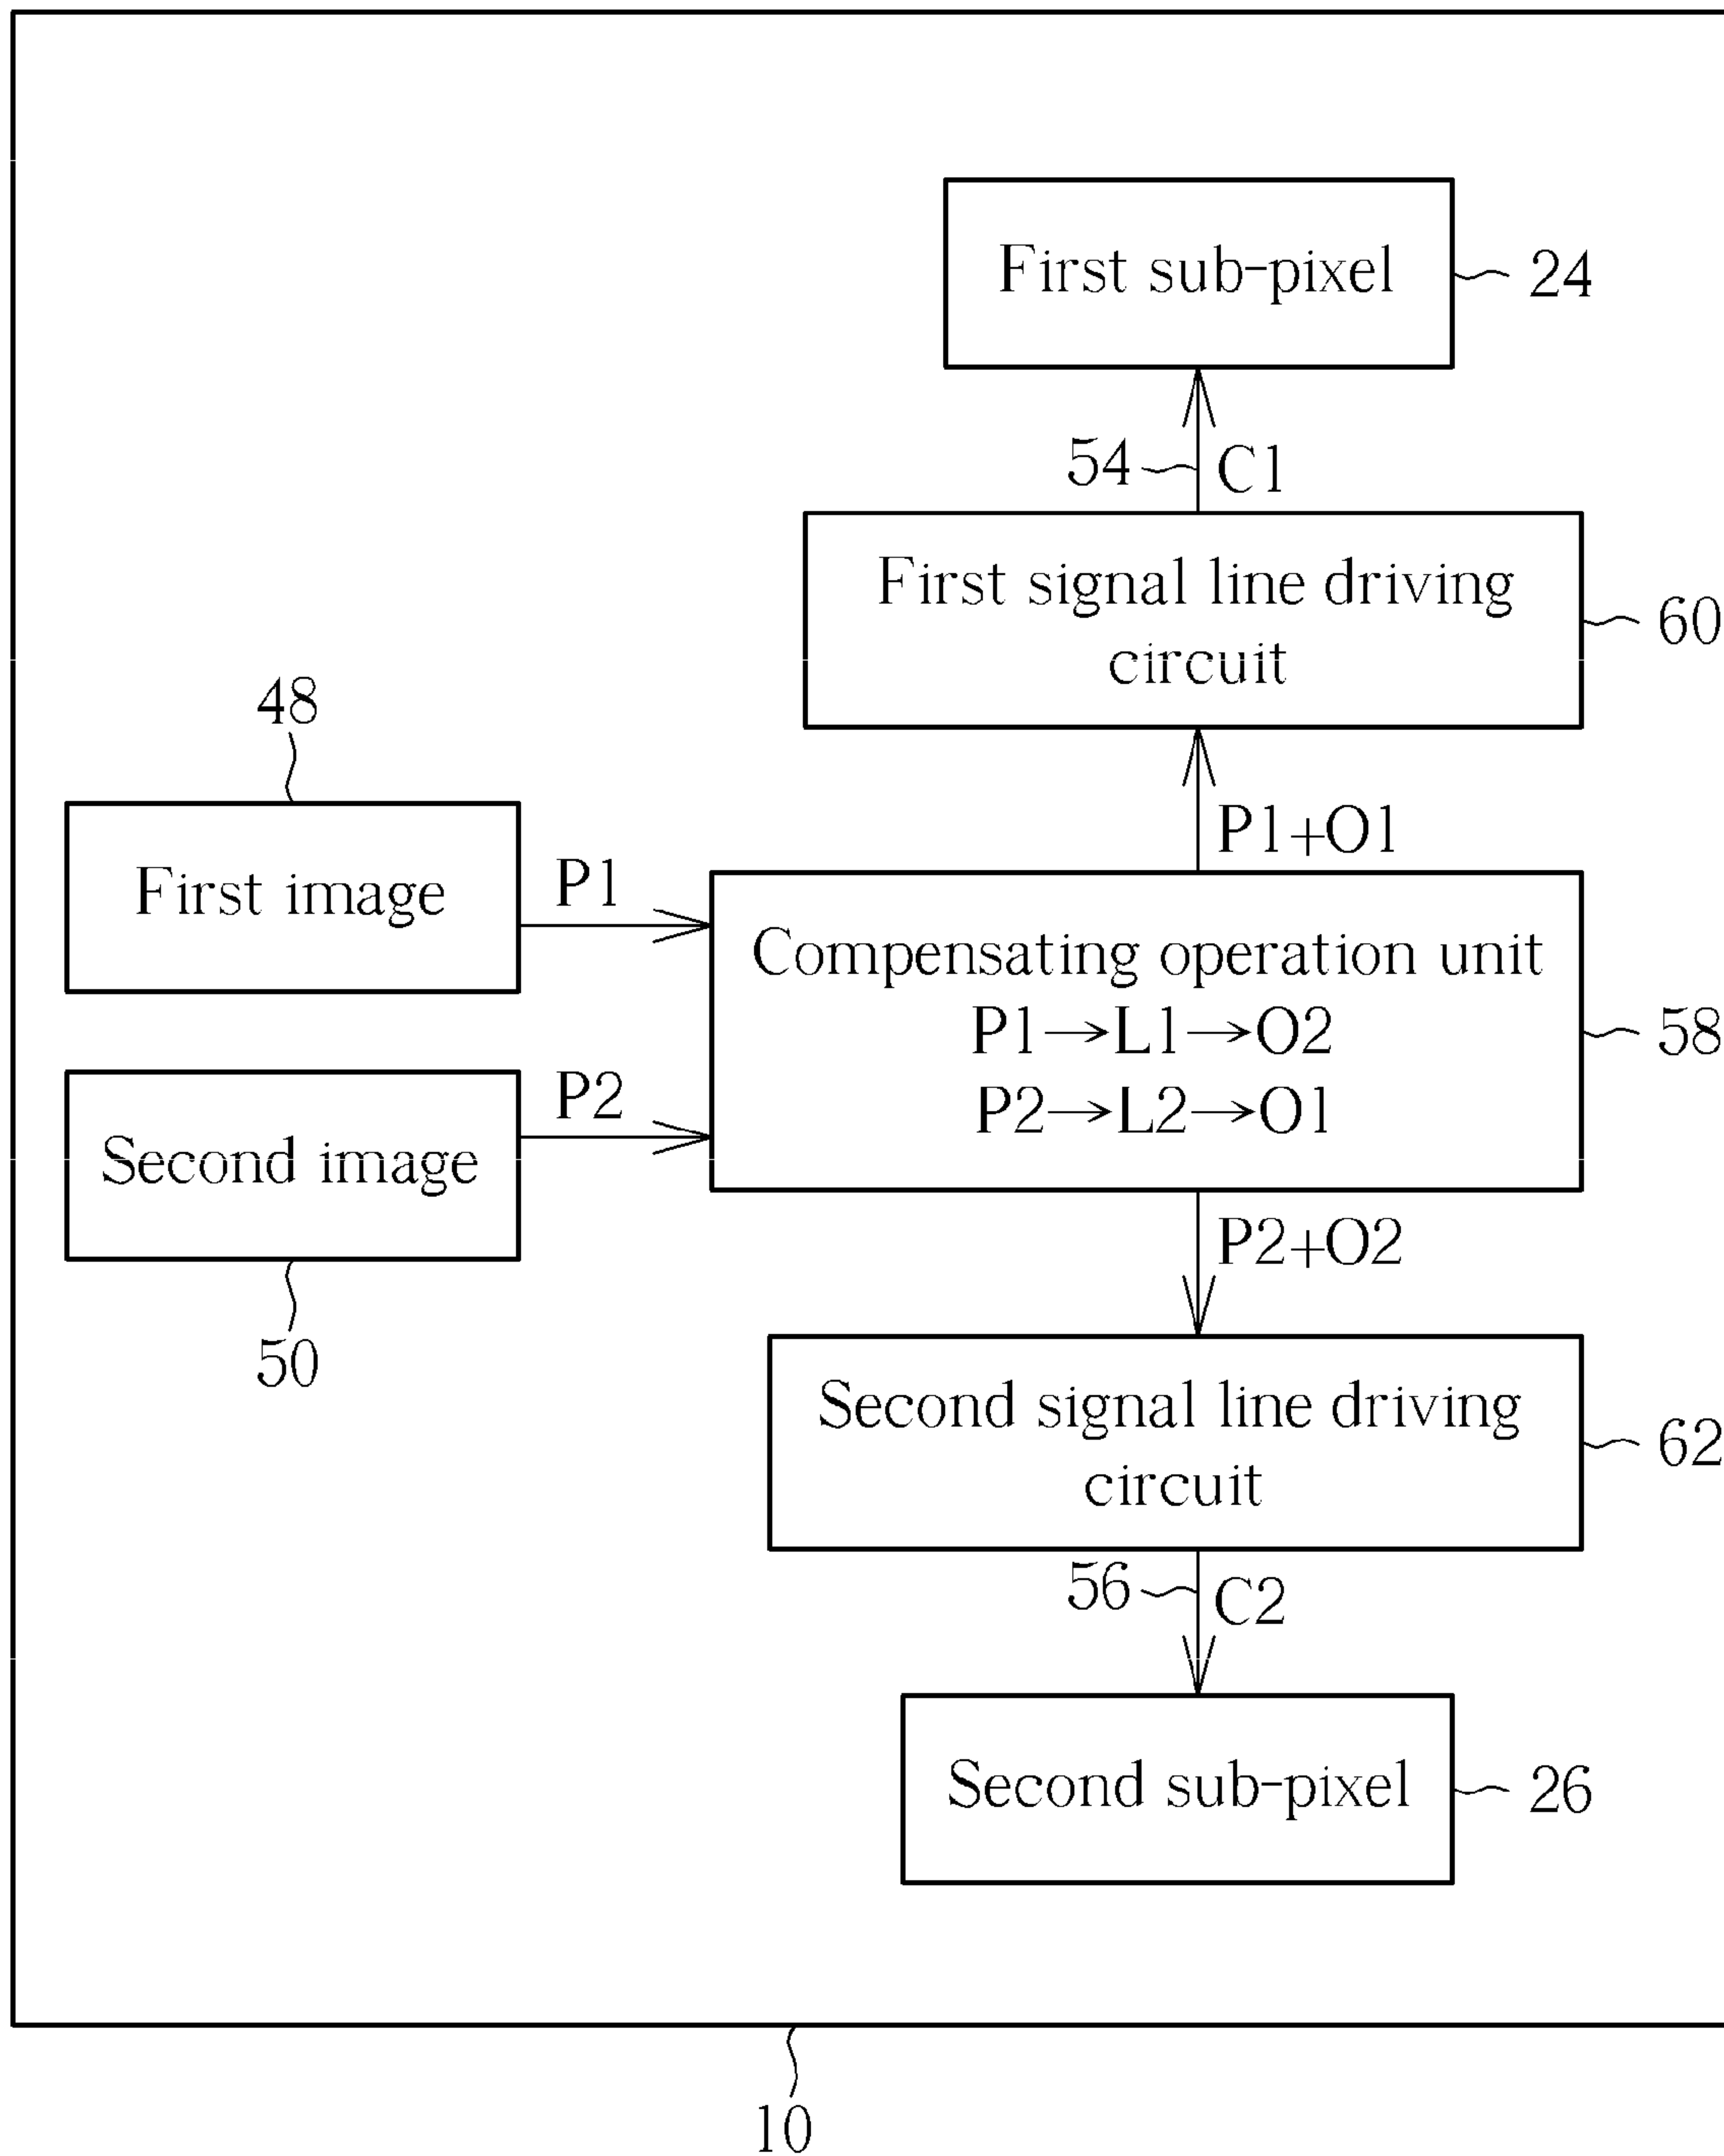 First sub-pixel
24
54
C1
First signal line driving
circuit
60
48
P1+O1
First image
P1
Compensating operation unit
P1→L1→O2
P2→L2→O1
58
Second image
P2
50
P2+O2
Second signal line driving
circuit
62
56
C2
Second sub-pixel
26
10